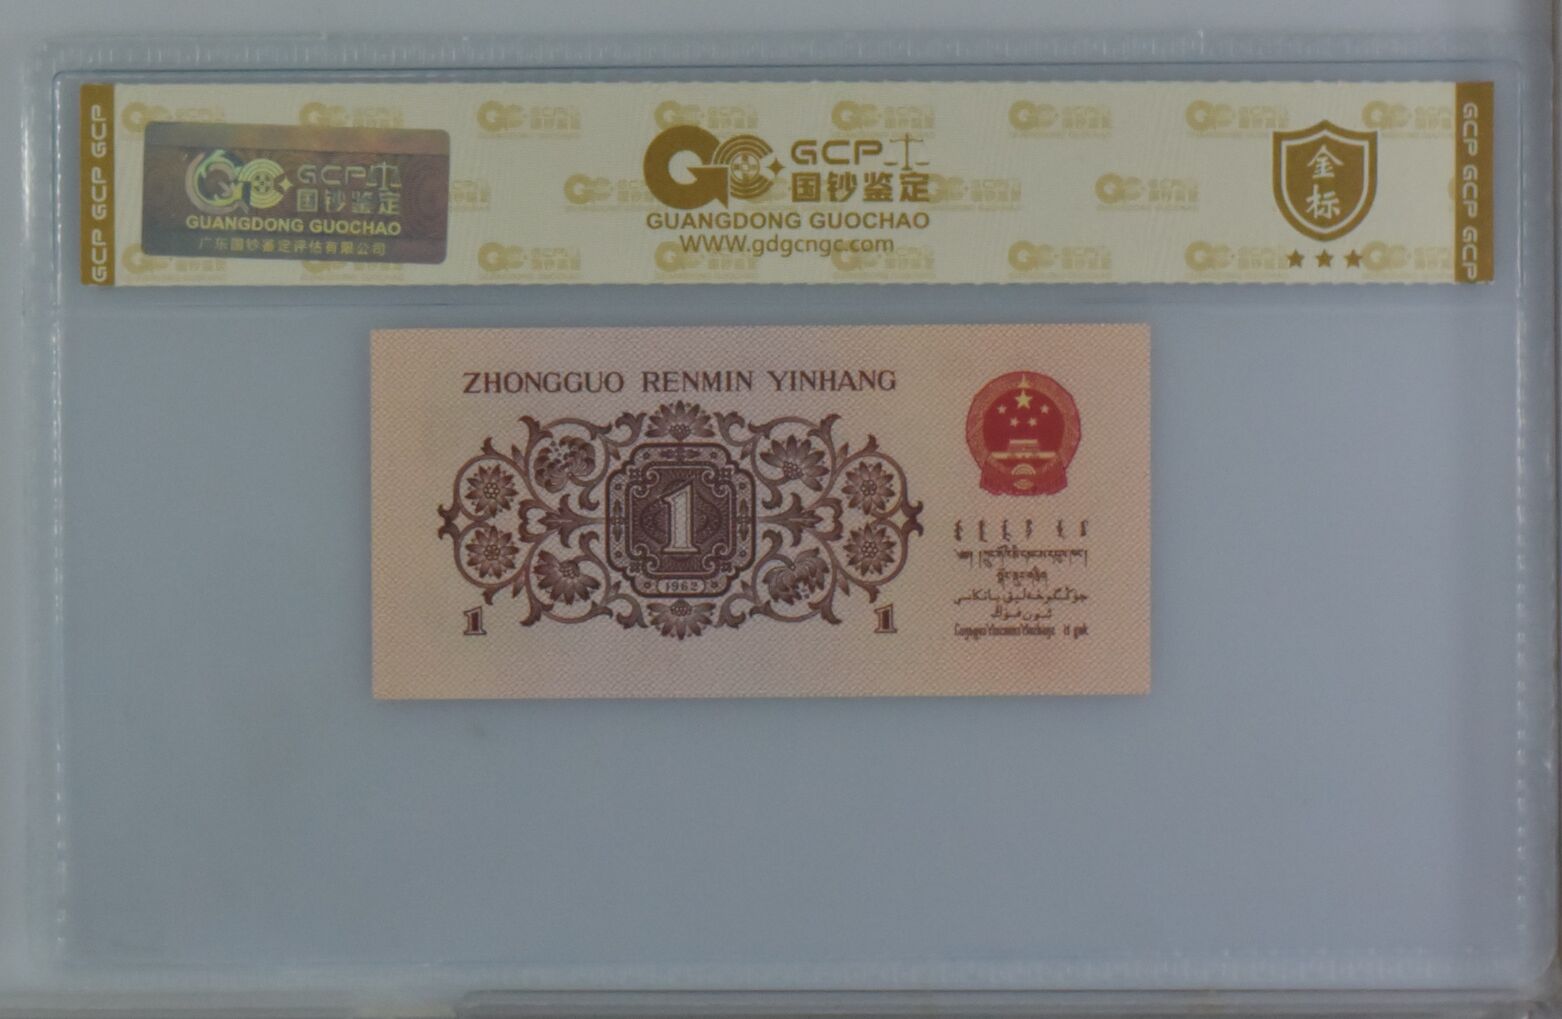 GCP GCP GCP
GCP
国钞鉴定
GUANGDONG GUOCHAO
广东国钞鉴定评估有限公司
GCP
国钞鉴定
GUANGDONG GUOCHAO
WWW.gdgcngc.com
金
标
GCP GCP GCP
ZHONGGUO RENMIN YINHANG
1
(1962)
1
1